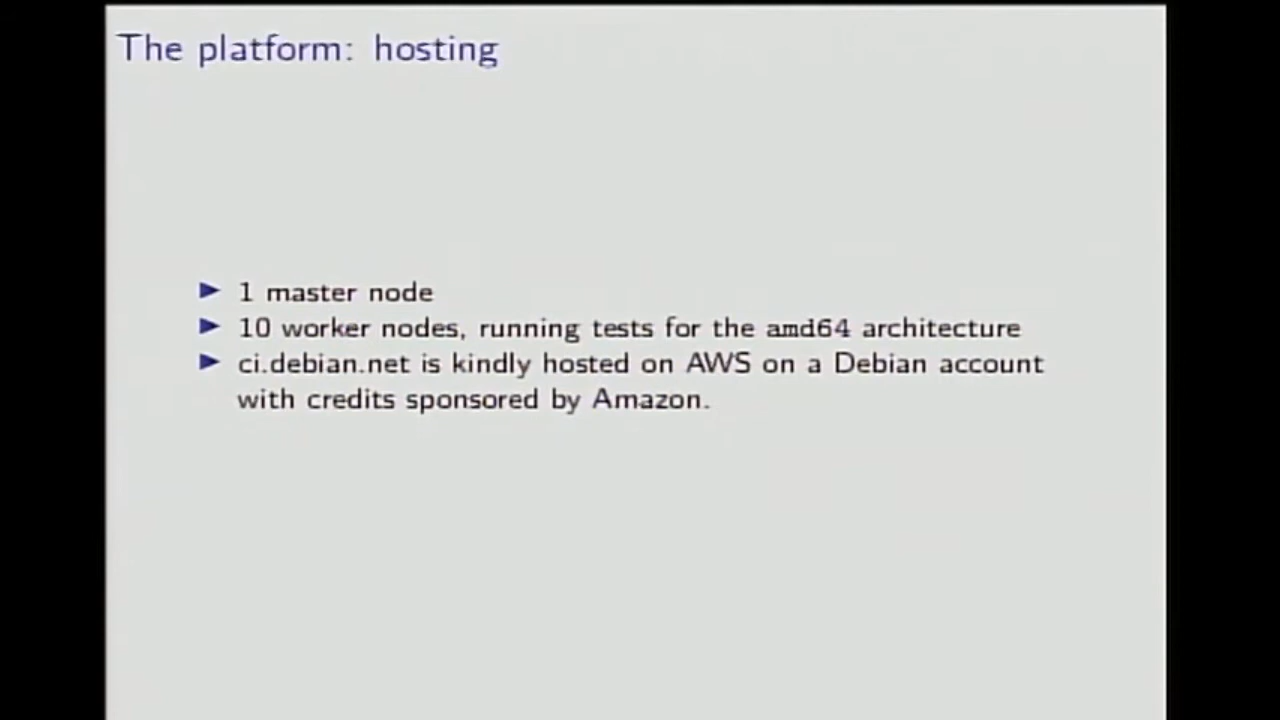 The platform: hosting
1 master node
10 worker nodes, running tests for the amd64 architecture
ci.debian.net is kindly hosted on AWS on a Debian account
with credits sponsored by Amazon.